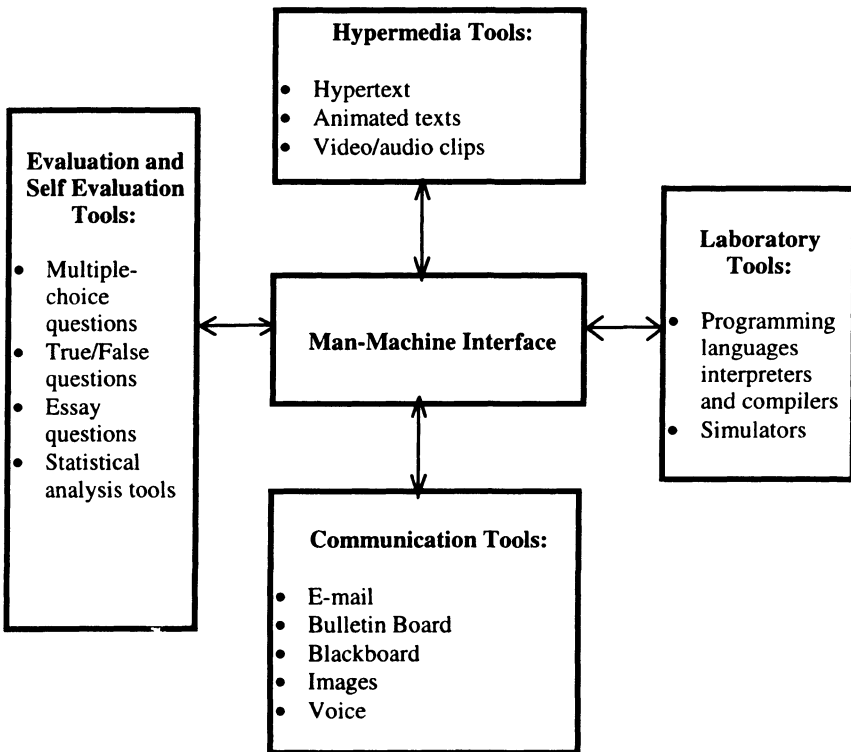 Hypermedia Tools:
• Hypertext
• Animated texts
• Video/audio clips
Evaluation and
Self Evaluation
Tools:
• Multiple-
choice
questions
• True/False
questions
• Essay
questions
• Statistical
analysis tools
Man-Machine Interface
Laboratory
Tools:
• Programming
languages
interpreters
and compilers
• Simulators
Communication Tools:
• E-mail
• Bulletin Board
• Blackboard
• Images
• Voice